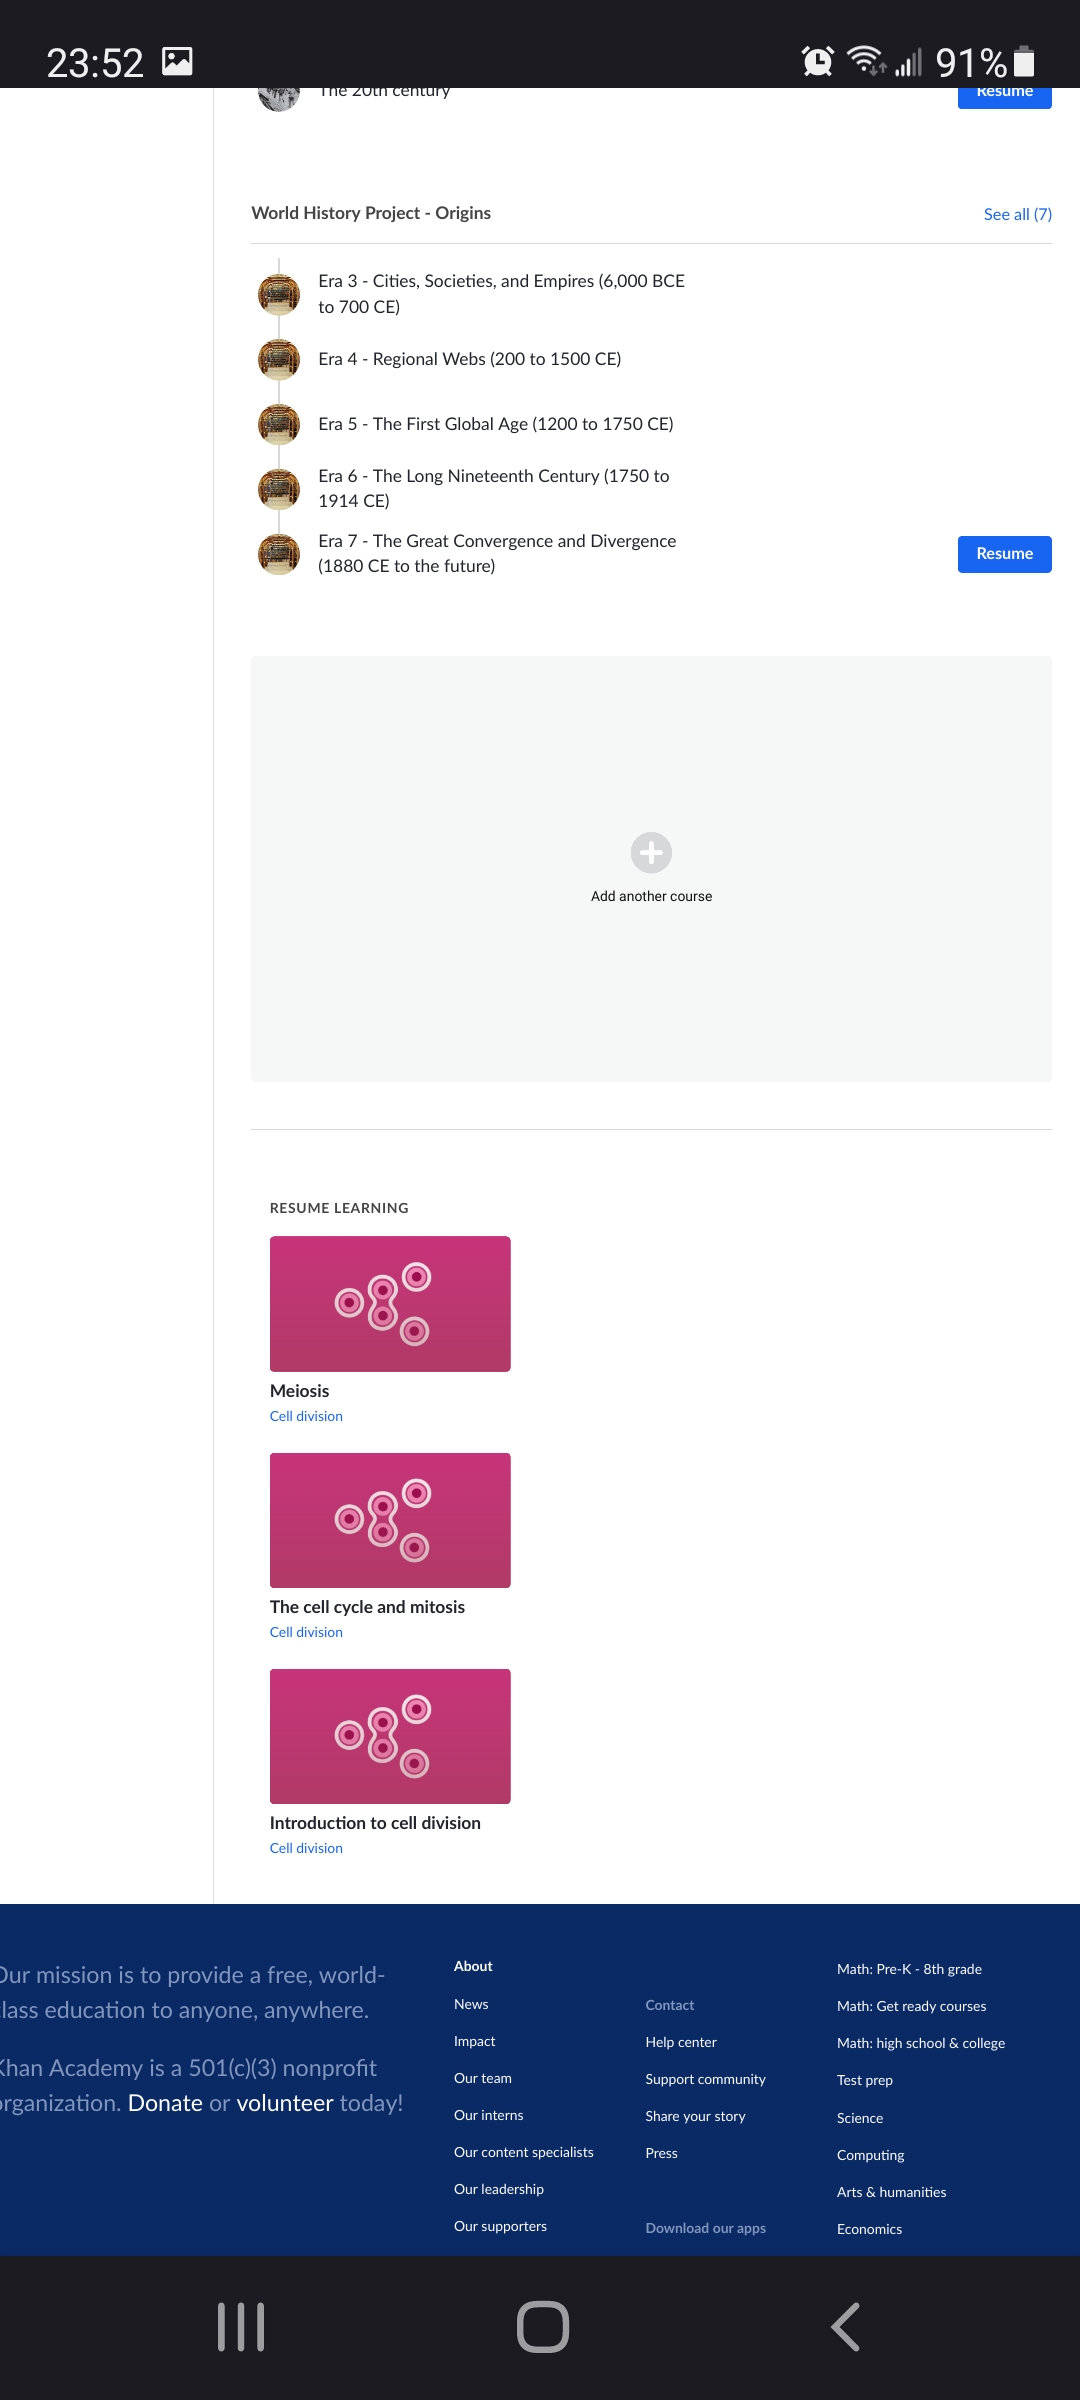 23:52
91%
The 20th century
Resume
World History Project - Origins
See all (7)
Era 3 - Cities, Societies, and Empires (6,000 BCE
to 700 CE)
Era 4 - Regional Webs (200 to 1500 CE)
Era 5 - The First Global Age (1200 to 1750 CE)
Era 6 - The Long Nineteenth Century (1750 to
1914 CE)
Era 7 - The Great Convergence and Divergence
(1880 CE to the future)
Resume
Add another course
RESUME LEARNING
Meiosis
Cell division
The cell cycle and mitosis
Cell division
Introduction to cell division
Cell division
Our mission is to provide a free, world-
class education to anyone, anywhere.
Khan Academy is a 501(c)(3) nonprofit
organization. Donate or volunteer today!
About
News
Impact
Our team
Our interns
Our content specialists
Our leadership
Our supporters
Contact
Help center
Support community
Share your story
Press
Download our apps
Math: Pre-K - 8th grade
Math: Get ready courses
Math: high school & college
Test prep
Science
Computing
Arts & humanities
Economics